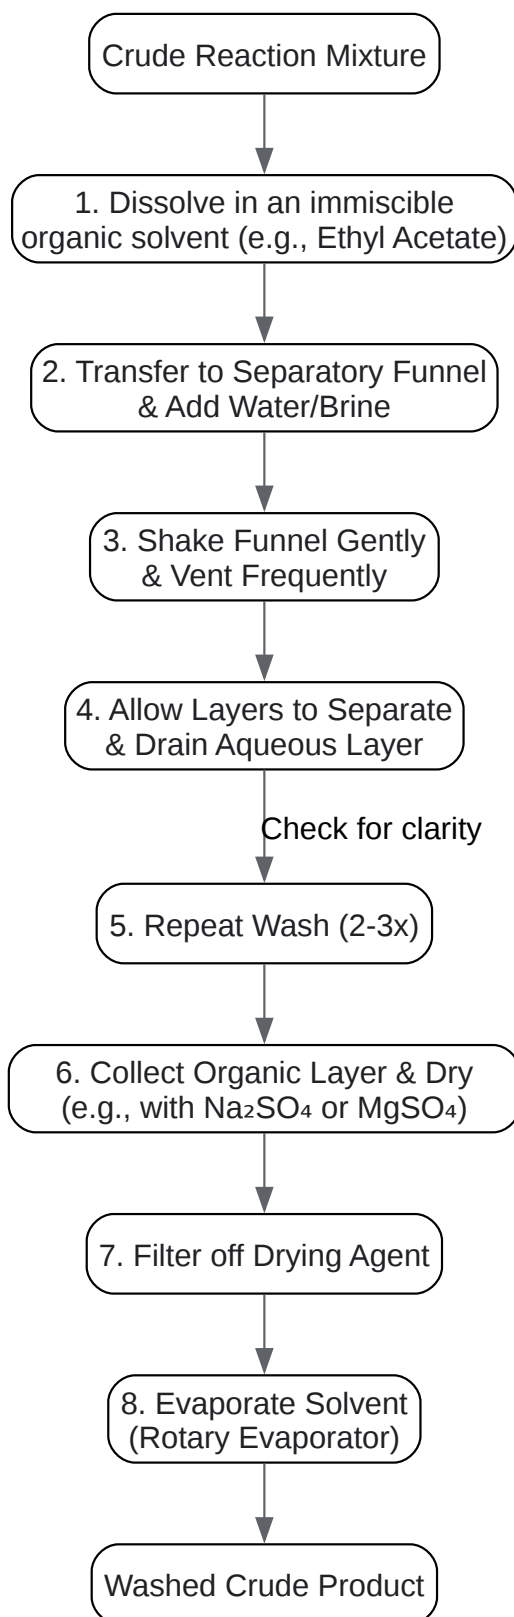 Crude Reaction Mixture
1. Dissolve in an immiscible
organic solvent (e.g., Ethyl Acetate)
2. Transfer to Separatory Funnel
& Add Water/Brine
3. Shake Funnel Gently
& Vent Frequently
4. Allow Layers to Separate
& Drain Aqueous Layer
Check for clarity
5. Repeat Wash (2-3x)
6. Collect Organic Layer & Dry
(e.g., with Na₂SO₄ or MgSO₄)
7. Filter off Drying Agent
8. Evaporate Solvent
(Rotary Evaporator)
Washed Crude Product